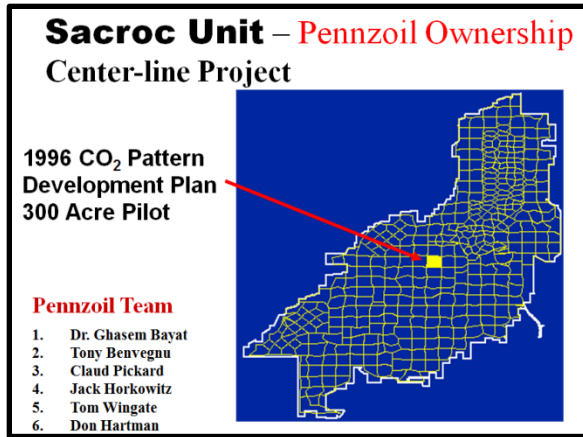 Sacroc Unit – Pennzoil Ownership
Center-line Project
1996 CO₂ Pattern
Development Plan
300 Acre Pilot
Pennzoil Team
1. Dr. Ghasem Bayat
2. Tony Benvegnu
3. Claud Pickard
4. Jack Horkowitz
5. Tom Wingate
6. Don Hartman